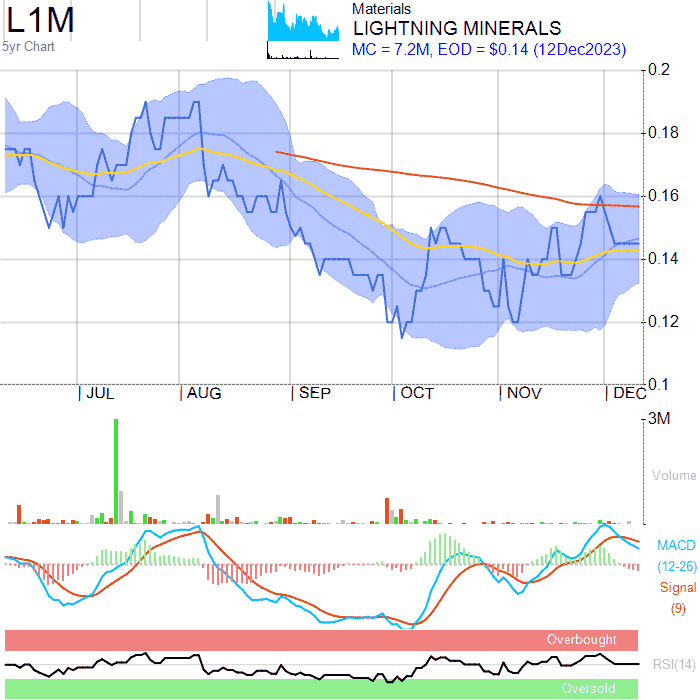 L1M
5yr Chart
Materials
LIGHTNING MINERALS
MC = 7.2M, EOD = $0.14 (12Dec2023)
0.2
0.18
0.16
0.14
0.12
0.1
JUL AUG SEP OCT NOV DEC
3M
Volume
MACD
(12-26)
Signal
(9)
Overbought
RSI(14)
Oversold